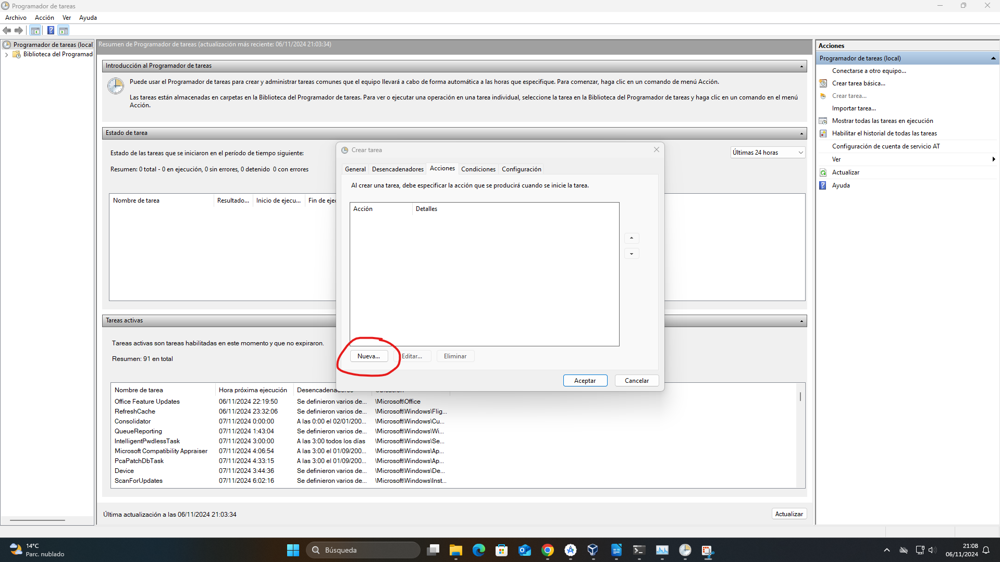 Programador de tareas
Archivo Acción Ver Ayuda
Programador de tareas (local
Biblioteca del Programad
Resumen de Programador de tareas (actualización más reciente: 06/11/2024 21:03:34)
Introducción al Programador de tareas
Puede usar el Programador de tareas para crear y administrar tareas comunes que el equipo llevará a cabo de forma automática a las horas que especifique. Para comenzar, haga clic en un comando de menú Acción.
Las tareas están almacenadas en carpetas en la Biblioteca del Programador de tareas. Para ver o ejecutar una operación en una tarea individual, seleccione la tarea en la Biblioteca del Programador de tareas y haga clic en un comando en el menú
Acción.
Estado de tarea
Estado de las tareas que se iniciaron en el período de tiempo siguiente:
Últimas 24 horas
Resumen: 0 total - 0 en ejecución, 0 sin errores, 0 detenido 0 con errores
Nombre de tarea Resultado... Inicio de ejecu... Fin de ejec
Crear tarea
General Desencadenadores Acciones Condiciones Configuración
Al crear una tarea, debe especificar la acción que se producirá cuando se inicie la tarea.
Acción Detalles
Nueva... Editar... Eliminar
Aceptar Cancelar
Tareas activas
Tareas activas son tareas habilitadas en este momento y que no expiraron.
Resumen: 91 en total
Nombre de tarea Hora próxima ejecución Desencadenadores Ubicación
Office Feature Updates 06/11/2024 22:19:50 Se definieron varios de... \Microsoft\Office
RefreshCache 06/11/2024 23:32:06 Se definieron varios de... \Microsoft\Windows\Flig...
Consolidator 07/11/2024 0:00:00 A las 0:00 el 02/01/200... \Microsoft\Windows\Cu...
QueueReporting 07/11/2024 1:43:04 Se definieron varios de... \Microsoft\Windows\Wi...
IntelligentPwdlessTask 07/11/2024 3:00:00 A las 3:00 todos los días \Microsoft\Windows\Se...
Microsoft Compatibility Appraiser 07/11/2024 4:06:54 A las 3:00 el 01/09/200... \Microsoft\Windows\Ap...
PcaPatchDbTask 07/11/2024 4:33:15 A las 3:00 el 01/09/200... \Microsoft\Windows\Ap...
Device 07/11/2024 3:44:36 Se definieron varios de... \Microsoft\Windows\De...
ScanForUpdates 07/11/2024 6:02:16 Se definieron varios de... \Microsoft\Windows\Inst...
Última actualización a las 06/11/2024 21:03:34
Actualizar
Acciones
Programador de tareas (local)
Conectarse a otro equipo...
Crear tarea básica...
Crear tarea...
Importar tarea...
Mostrar todas las tareas en ejecución
Habilitar el historial de todas las tareas
Configuración de cuenta de servicio AT
Ver
Actualizar
Ayuda
14°C
Parc. nublado
Búsqueda
21:08
06/11/2024